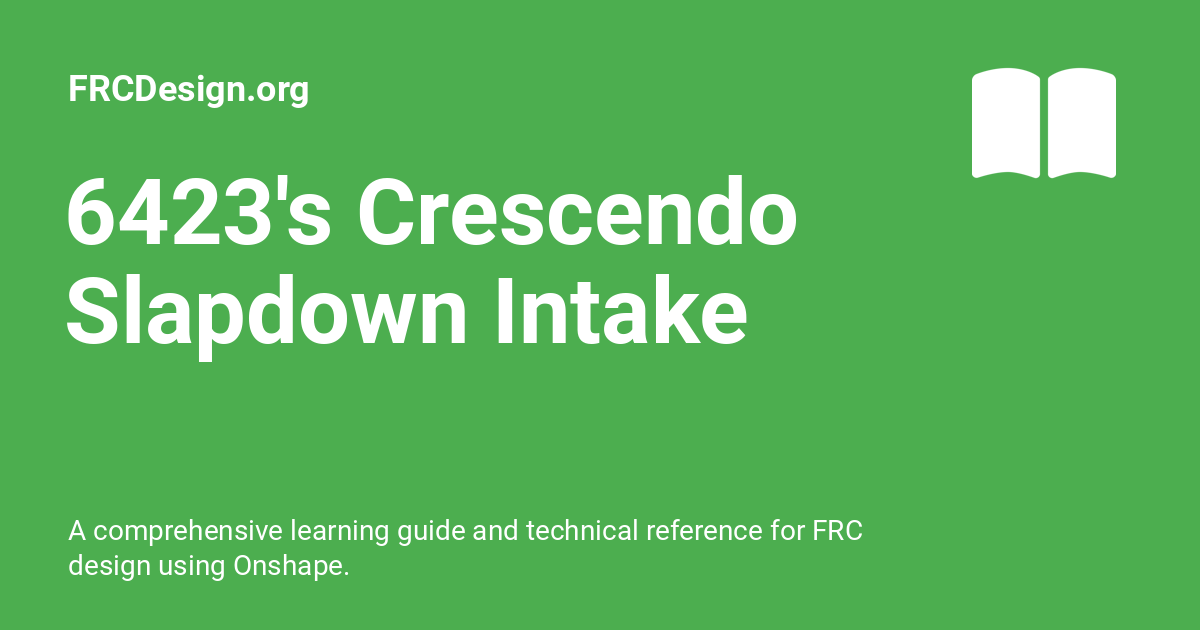 FRCDesign.org
6423's Crescendo
Slapdown Intake
A comprehensive learning guide and technical reference for FRC
design using Onshape.